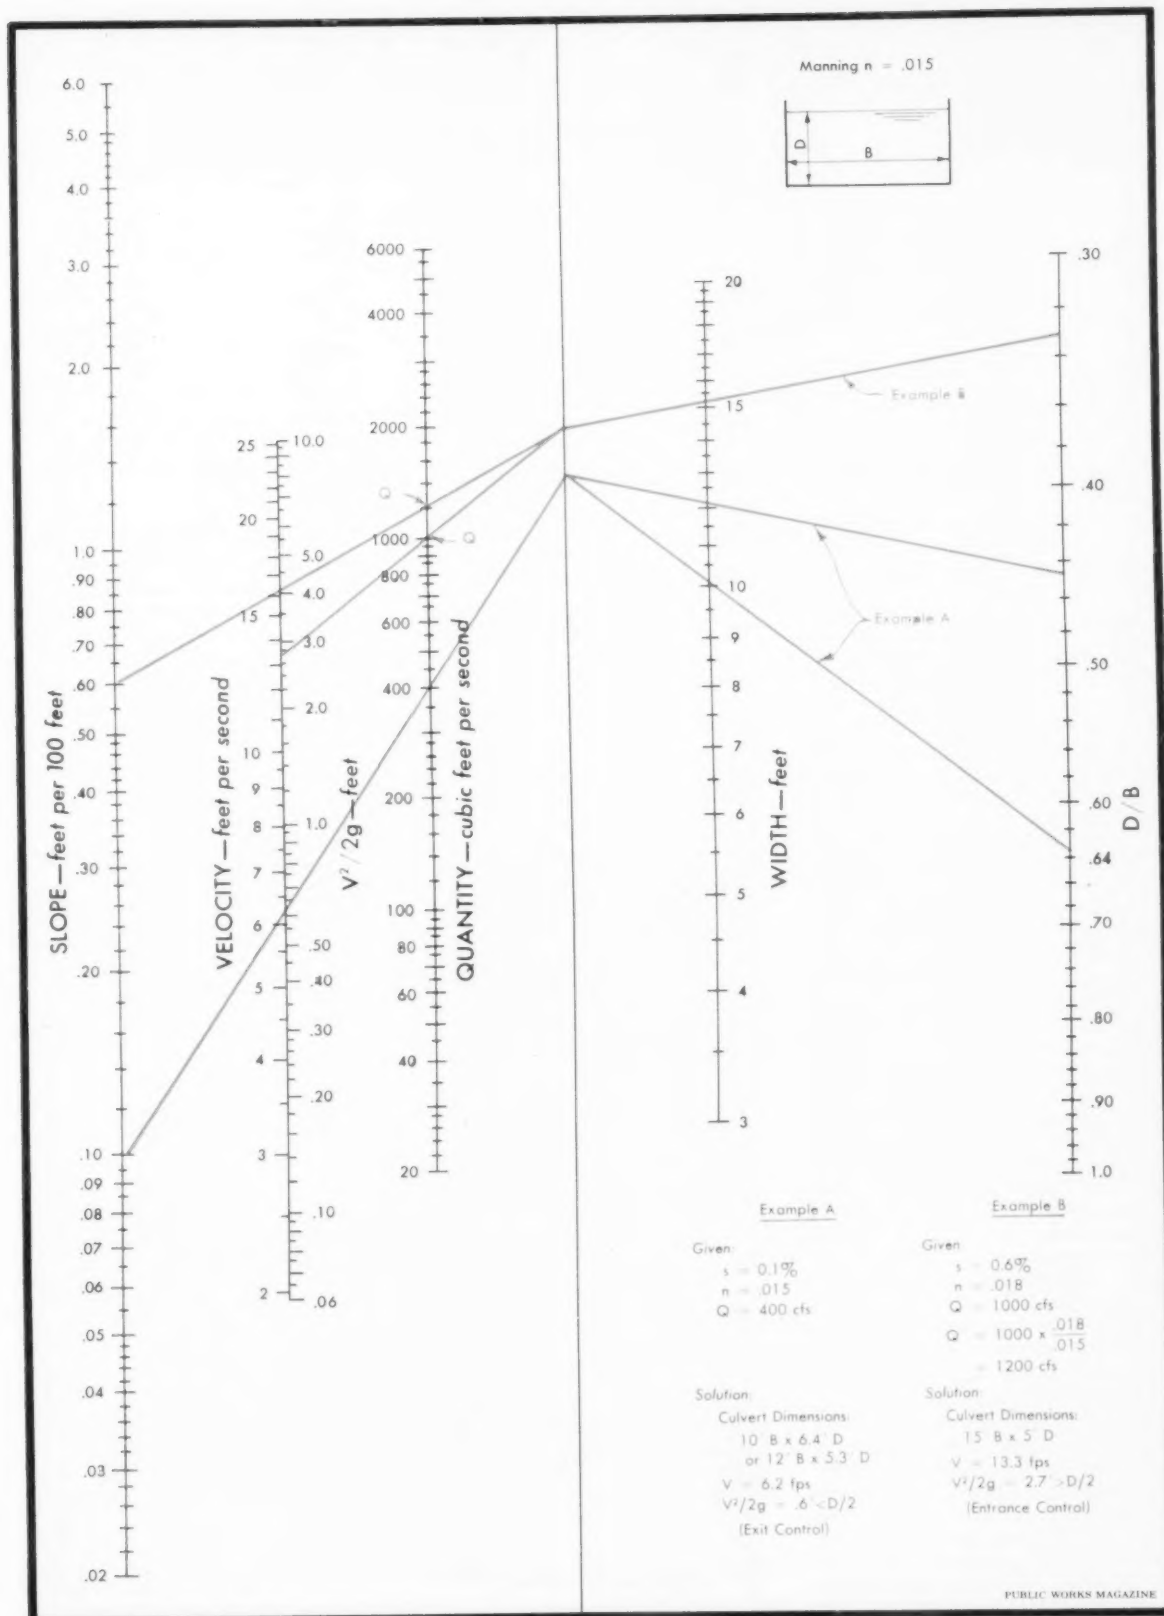 Manning n = .015
D
B
6.0
5.0
4.0
3.0
2.0
1.0
.90
.80
.70
.60
.50
.40
.30
.20
.10
.09
.08
.07
.06
.05
.04
.03
.02
SLOPE—feet per 100 feet
25
20
15
10
9
8
7
6
5
4
3
2
VELOCITY—feet per second
10.0
5.0
4.0
3.0
2.0
1.0
.50
.40
.30
.20
.10
.06
V²/2g—feet
6000
4000
2000
1000
800
600
400
200
100
80
60
40
20
Q
Q
QUANTITY—cubic feet per second
20
15
10
9
8
7
6
5
4
3
WIDTH—feet
Example B
Example A
.30
.40
.50
.60
.64
.70
.80
.90
1.0
D/B
Example A
Given:
s = 0.1%
n = .015
Q = 400 cfs
Solution:
Culvert Dimensions:
10' B x 6.4' D
or 12' B x 5.3' D
V = 6.2 fps
V²/2g = .6' <D/2
(Exit Control)
Example B
Given:
s = 0.6%
n = .018
Q = 1000 cfs
Q = 1000 x .018/.015
= 1200 cfs
Solution:
Culvert Dimensions:
15' B x 5' D
V = 13.3 fps
V²/2g = 2.7' >D/2
(Entrance Control)
PUBLIC WORKS MAGAZINE